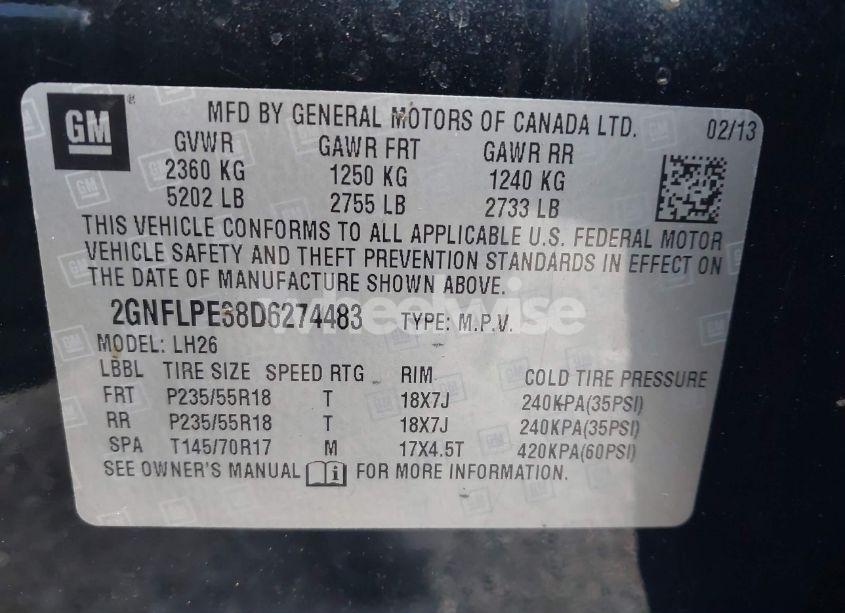 GM
MFD BY GENERAL MOTORS OF CANADA LTD. 02/13
GVWR GAWR FRT GAWR RR
2360 KG 1250 KG 1240 KG
5202 LB 2755 LB 2733 LB
THIS VEHICLE CONFORMS TO ALL APPLICABLE U.S. FEDERAL MOTOR
VEHICLE SAFETY AND THEFT PREVENTION STANDARDS IN EFFECT ON
THE DATE OF MANUFACTURE SHOWN ABOVE.
2GNFLPE38D6274483 TYPE: M.P.V.
wheelwise
MODEL: LH26
LBBL TIRE SIZE SPEED RTG RIM COLD TIRE PRESSURE
FRT P235/55R18 T 18X7J 240KPA(35PSI)
RR P235/55R18 T 18X7J 240KPA(35PSI)
SPA T145/70R17 M 17X4.5T 420KPA(60PSI)
SEE OWNER'S MANUAL i FOR MORE INFORMATION.